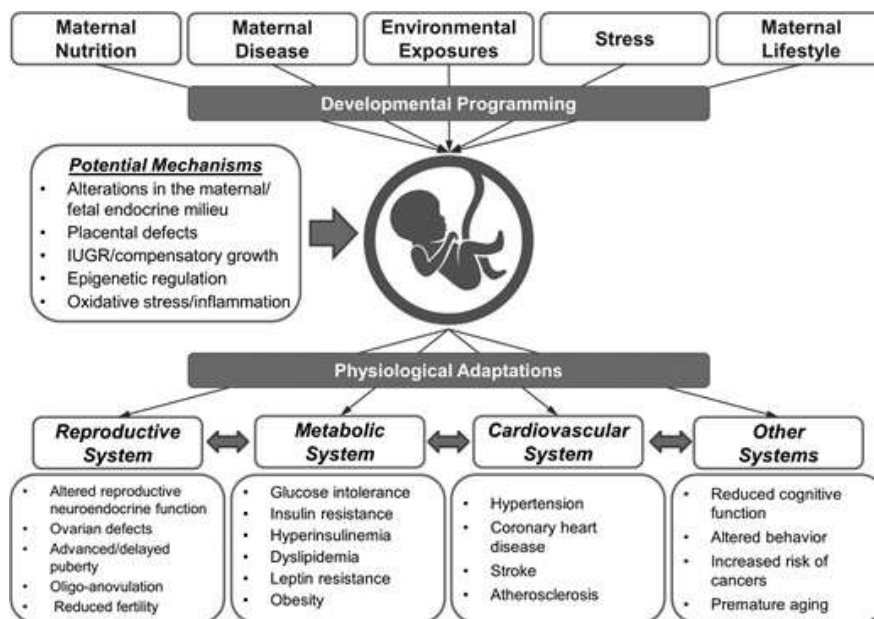 Maternal
Nutrition
Maternal
Disease
Environmental
Exposures
Stress
Maternal
Lifestyle
Developmental Programming
Potential Mechanisms
• Alterations in the maternal/
fetal endocrine milieu
• Placental defects
• IUGR/compensatory growth
• Epigenetic regulation
• Oxidative stress/inflammation
Physiological Adaptations
Reproductive
System
• Altered reproductive
neuroendocrine function
• Ovarian defects
• Advanced/delayed
puberty
• Oligo-anovulation
• Reduced fertility
Metabolic
System
• Glucose intolerance
• Insulin resistance
• Hyperinsulinemia
• Dyslipidemia
• Leptin resistance
• Obesity
Cardiovascular
System
• Hypertension
• Coronary heart
disease
• Stroke
• Atherosclerosis
Other
Systems
• Reduced cognitive
function
• Altered behavior
• Increased risk of
cancers
• Premature aging